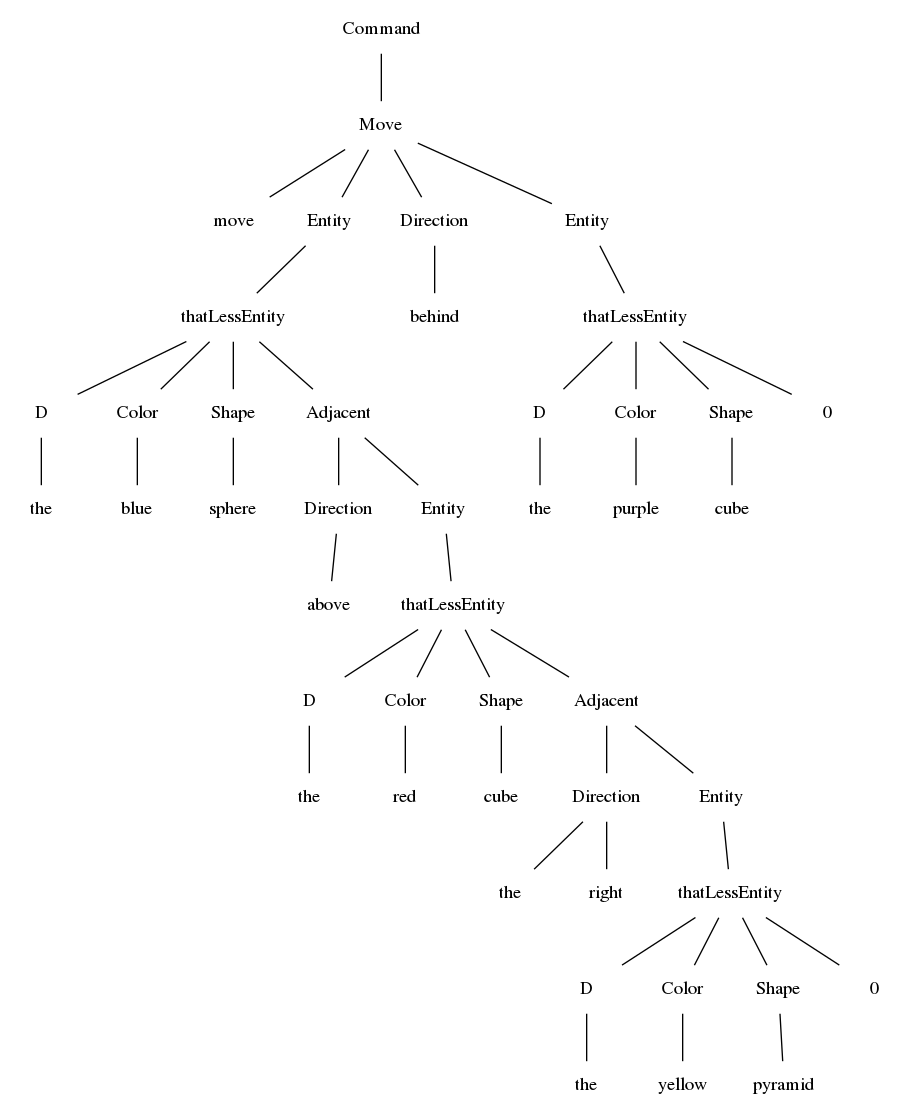 Command
Move
move Entity Direction Entity
thatLessEntity behind thatLessEntity
D Color Shape Adjacent D Color Shape 0
the blue sphere Direction Entity the purple cube
above thatLessEntity
D Color Shape Adjacent
the red cube Direction Entity
the right thatLessEntity
D Color Shape 0
the yellow pyramid